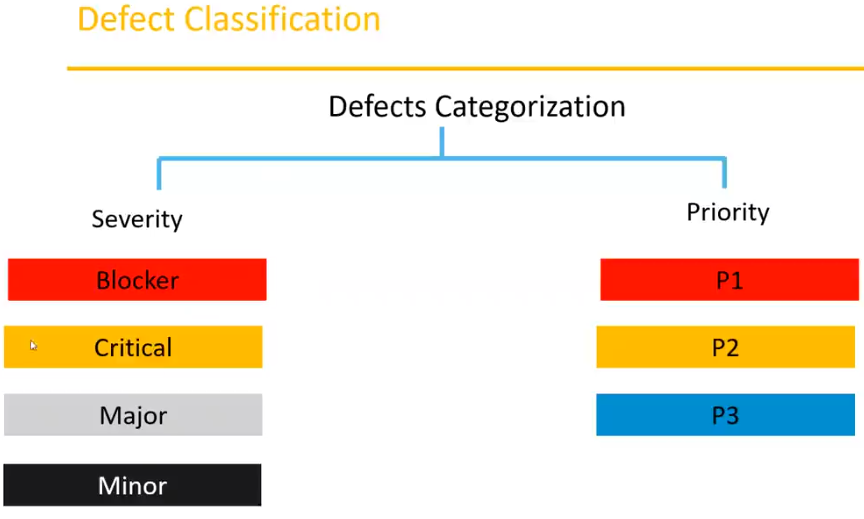 Defect Classification
Defects Categorization
Severity
Priority
Blocker
P1
Critical
P2
Major
P3
Minor